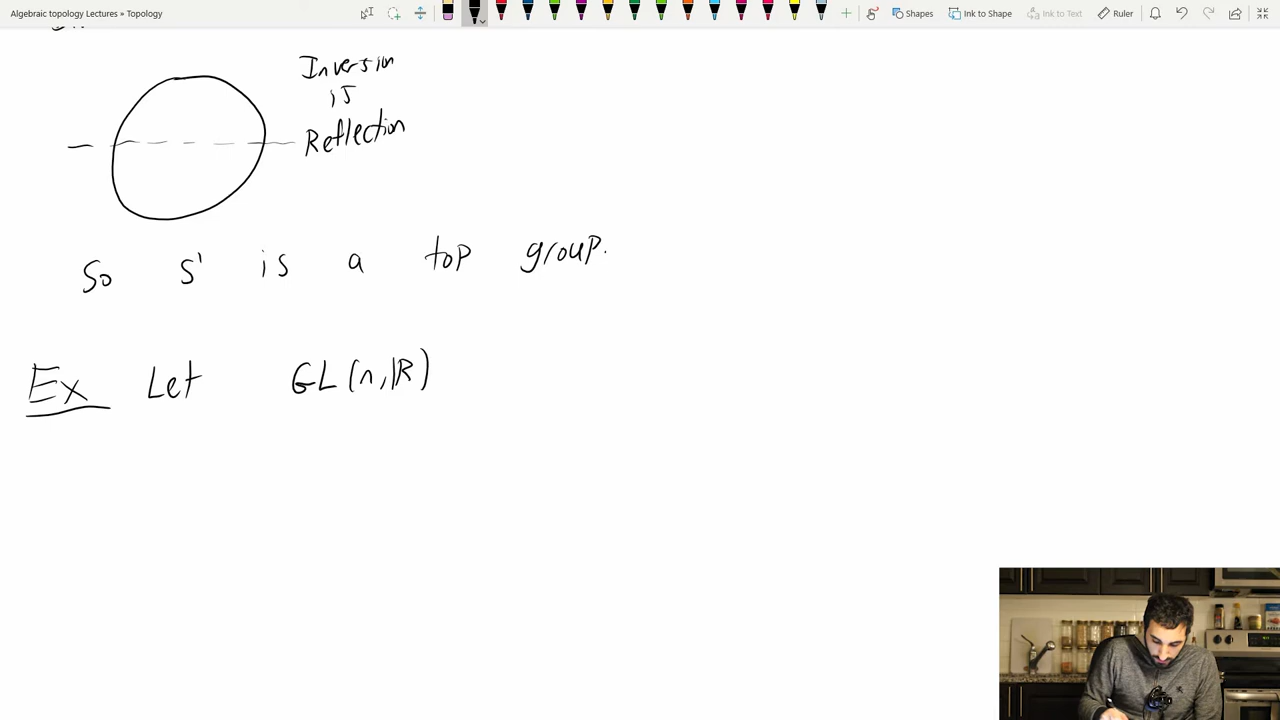 Algebraic topology Lectures » Topology
Shapes
Ink to Shape
Ink to Text
Ruler
Inversion
is
Reflection
So S¹ is a top group.
Ex Let GL(n,ℝ)